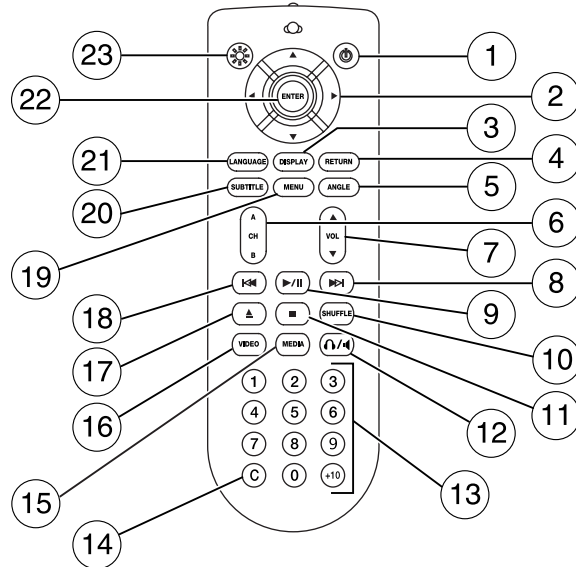 23
1
22
ENTER
2
3
21
LANGUAGE
DISPLAY
RETURN
4
20
SUBTITLE
MENU
ANGLE
5
19
A
CH
B
VOL
6
7
18
8
9
17
SHUFFLE
10
16
VIDEO
MEDIA
11
12
1 2 3
4 5 6
7 8 9
C 0 +10
13
15
14